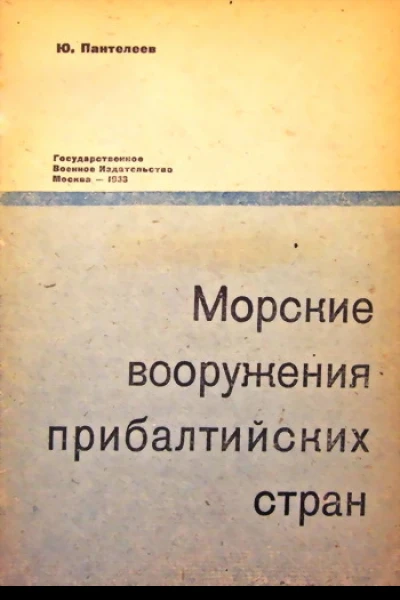 Ю. Пантелеев
Государственное
Военное Издательство
Москва — 1933
Морские
вооружения
прибалтийских
стран